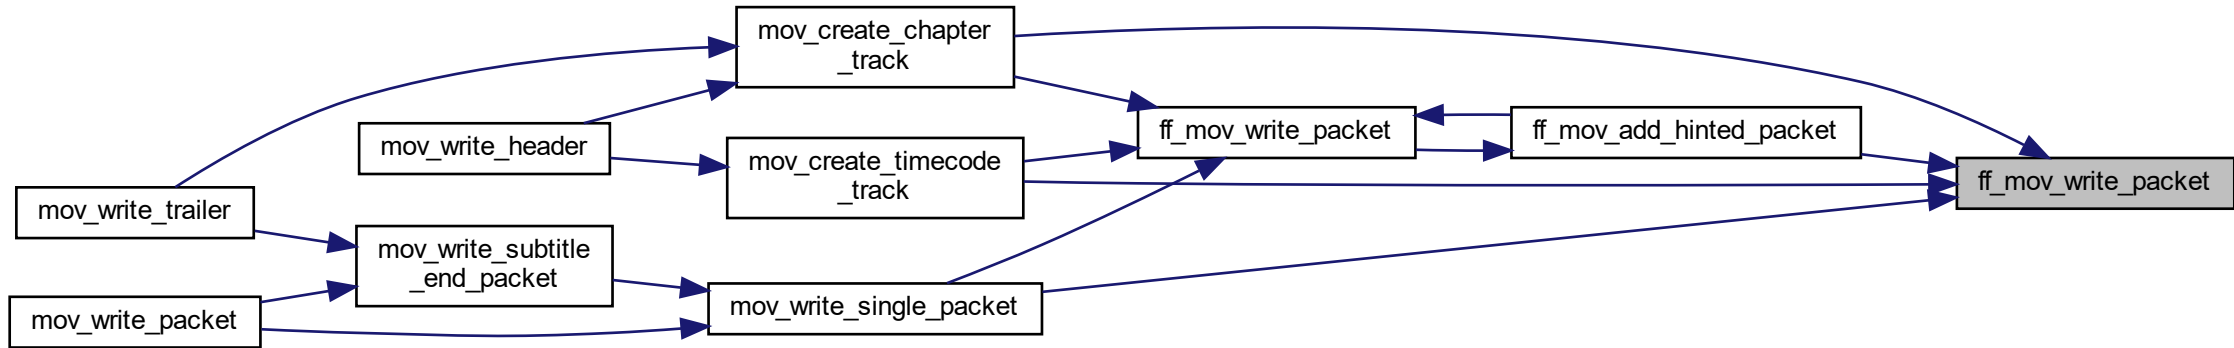 mov_create_chapter
_track
mov_write_header
ff_mov_write_packet
ff_mov_add_hinted_packet
mov_create_timecode
_track
ff_mov_write_packet
mov_write_trailer
mov_write_subtitle
_end_packet
mov_write_single_packet
mov_write_packet